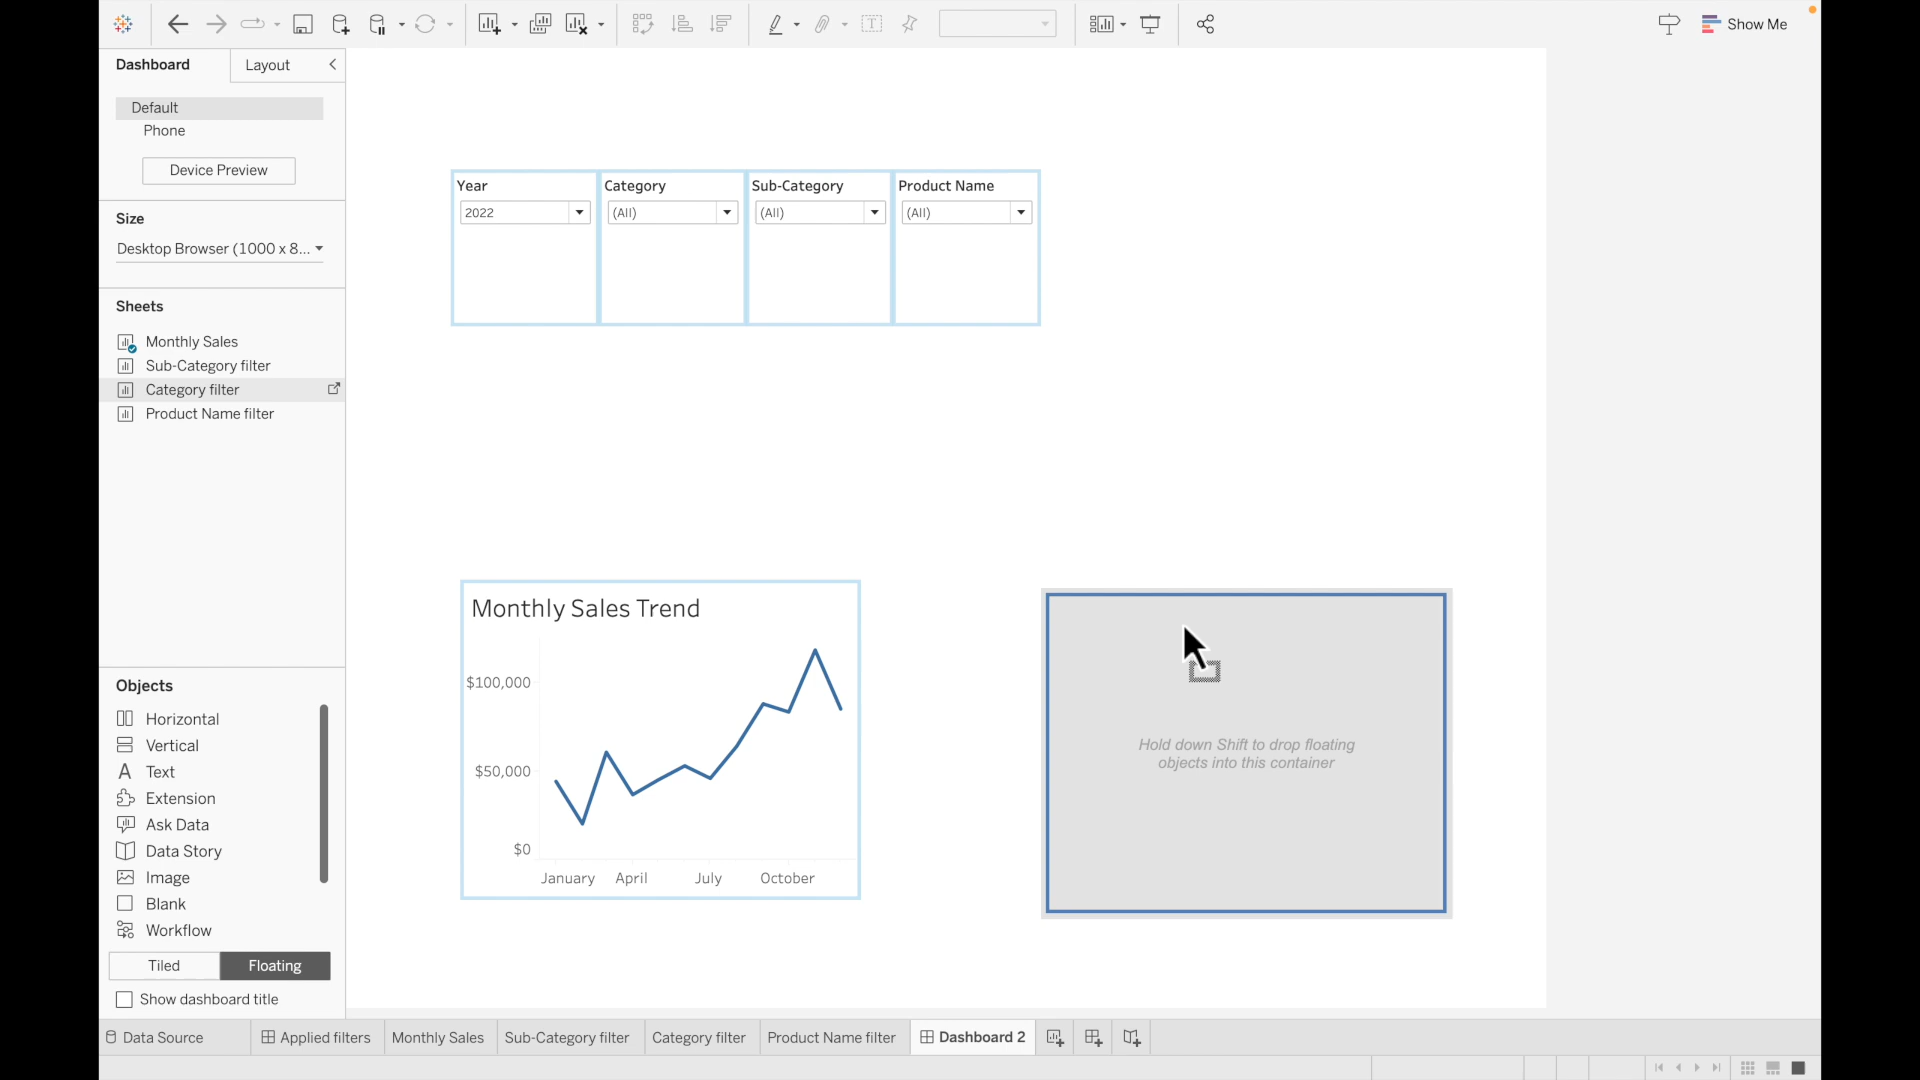 Show Me
Dashboard
Layout
Default
Phone
Device Preview
Size
Desktop Browser (1000 x 8...
Sheets
Monthly Sales
Sub-Category filter
Category filter
Product Name filter
Year
Category
Sub-Category
Product Name
2022
(All)
(All)
(All)
Monthly Sales Trend
$100,000
$50,000
$0
January
April
July
October
Hold down Shift to drop floating
objects into this container
Objects
Horizontal
Vertical
A Text
Extension
Ask Data
Data Story
Image
Blank
Workflow
Tiled
Floating
Show dashboard title
Data Source
Applied filters
Monthly Sales
Sub-Category filter
Category filter
Product Name filter
Dashboard 2